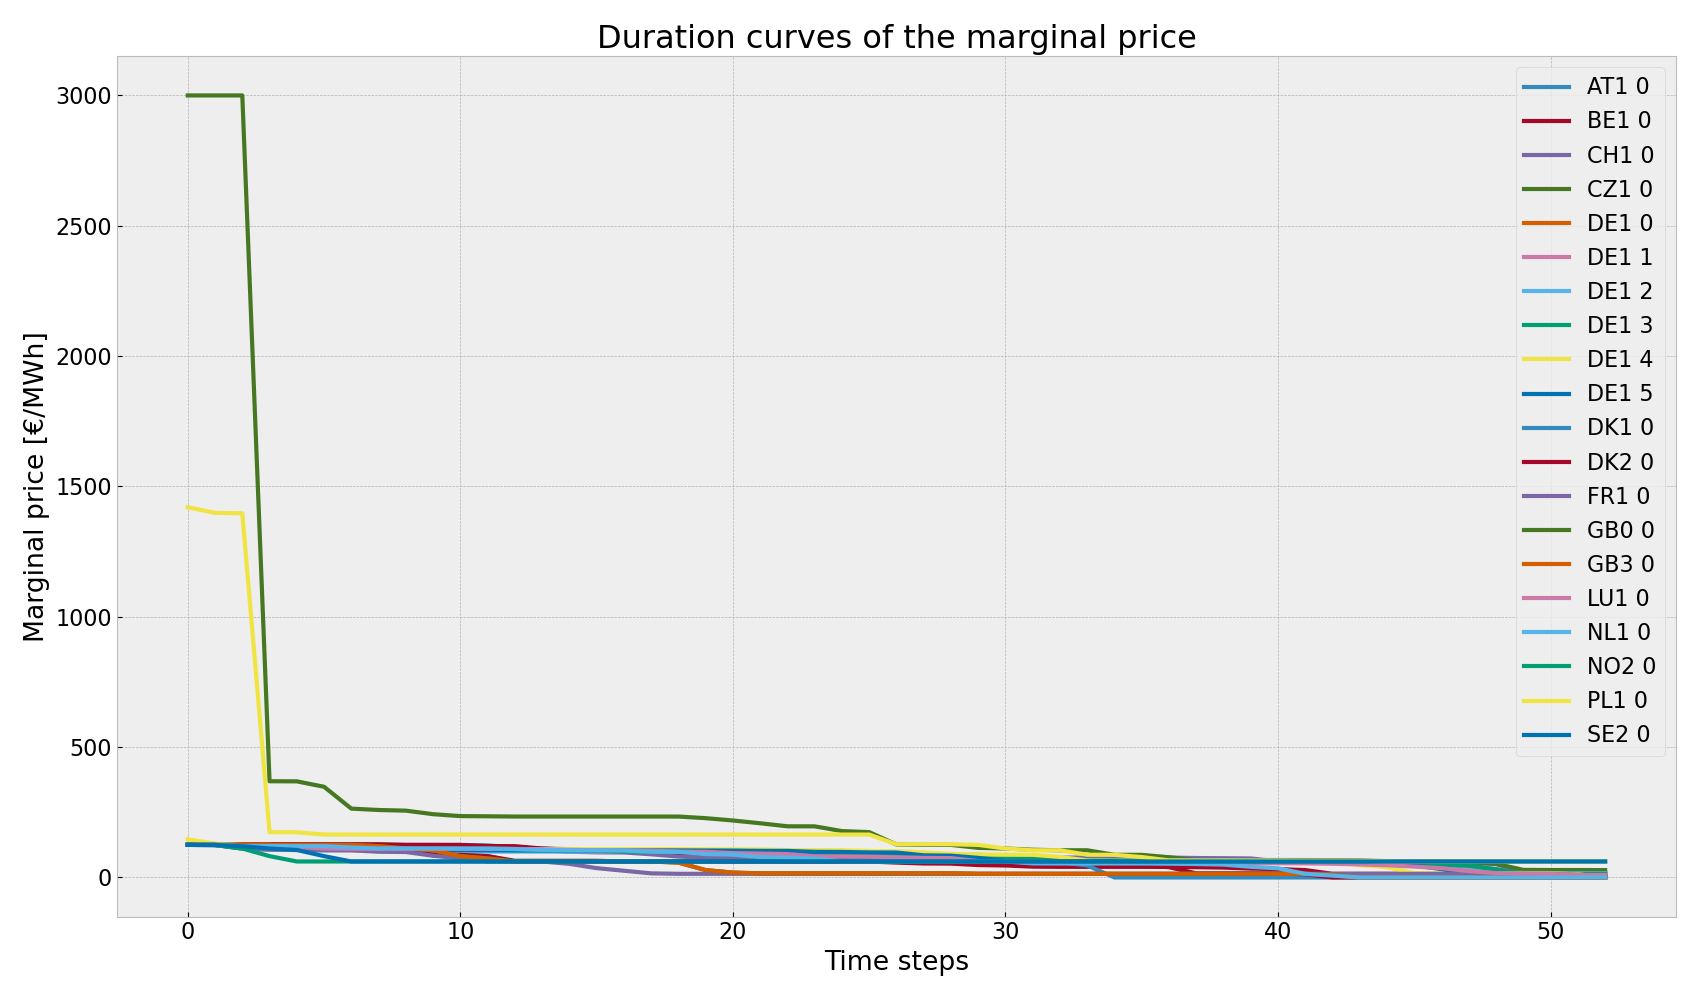 Duration curves of the marginal price
Marginal price [€/MWh]
3000
2500
2000
1500
1000
500
0
0
10
20
30
40
50
Time steps
AT1 0
BE1 0
CH1 0
CZ1 0
DE1 0
DE1 1
DE1 2
DE1 3
DE1 4
DE1 5
DK1 0
DK2 0
FR1 0
GB0 0
GB3 0
LU1 0
NL1 0
NO2 0
PL1 0
SE2 0